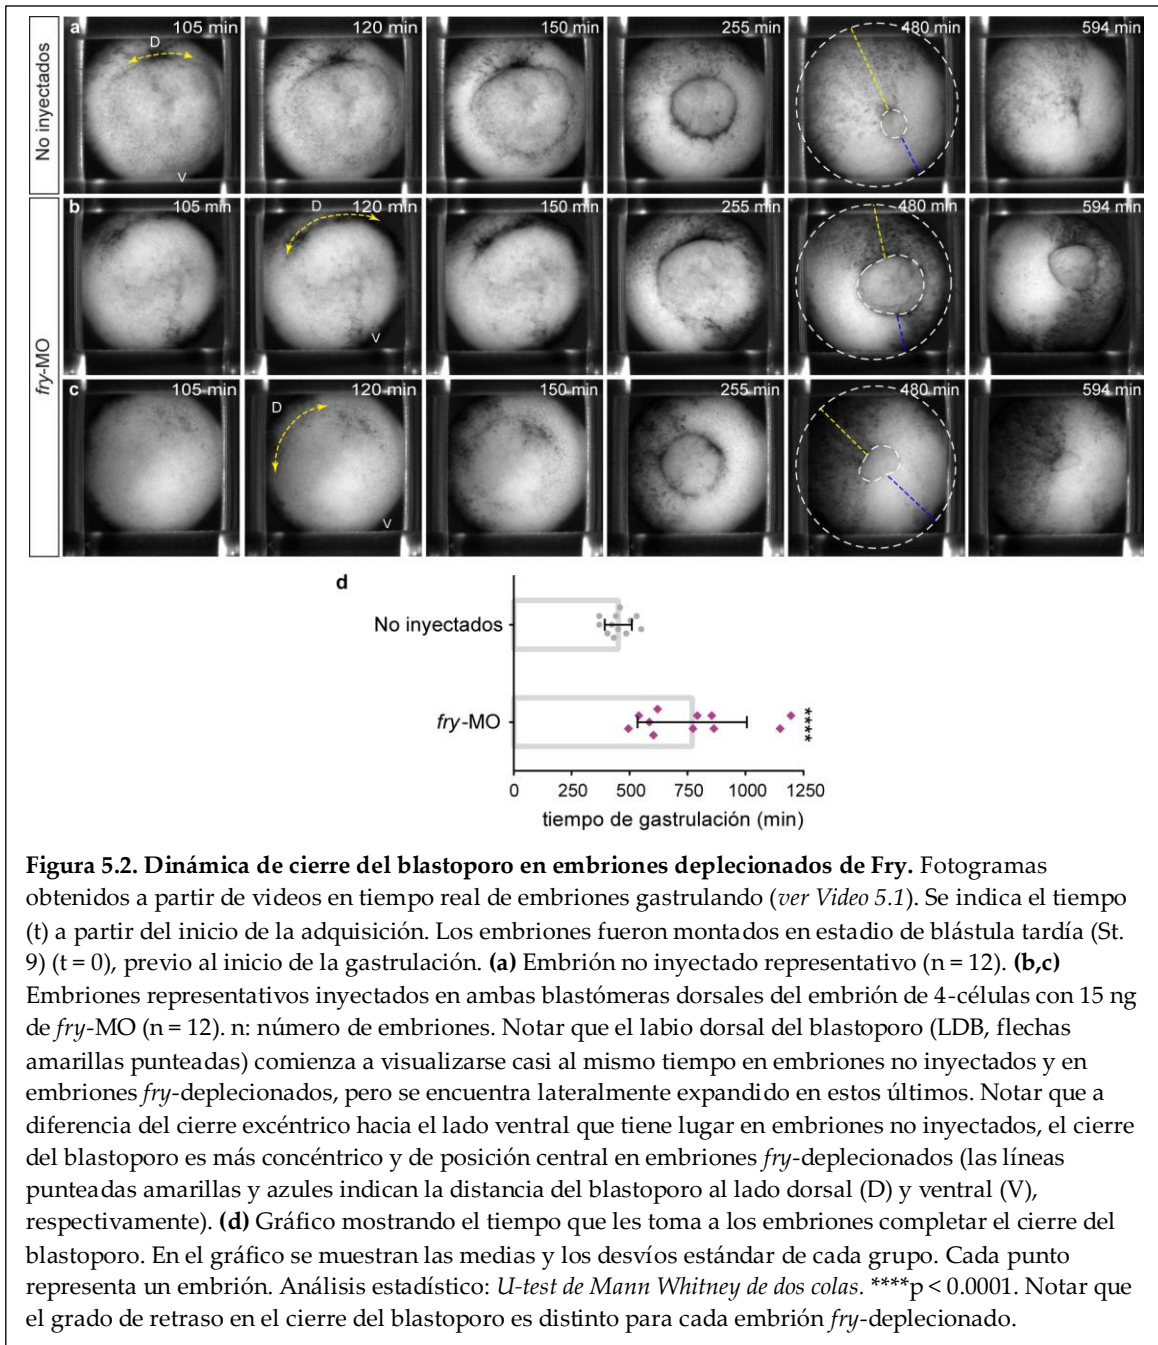 No inyectados
a
D
105 min
V
120 min
150 min
255 min
480 min
594 min
fry-MO
b
105 min
D
120 min
V
150 min
255 min
480 min
594 min
c
105 min
D
120 min
V
150 min
255 min
480 min
594 min
d
No inyectados
fry-MO
****
0 250 500 750 1000 1250
tiempo de gastrulación (min)
Figura 5.2. Dinámica de cierre del blastoporo en embriones deplecionados de Fry. Fotogramas
obtenidos a partir de videos en tiempo real de embriones gastrulando (ver Video 5.1). Se indica el tiempo
(t) a partir del inicio de la adquisición. Los embriones fueron montados en estadio de blástula tardía (St.
9) (t = 0), previo al inicio de la gastrulación. (a) Embrión no inyectado representativo (n = 12). (b,c)
Embriones representativos inyectados en ambas blastómeras dorsales del embrión de 4-células con 15 ng
de fry-MO (n = 12). n: número de embriones. Notar que el labio dorsal del blastoporo (LDB, flechas
amarillas punteadas) comienza a visualizarse casi al mismo tiempo en embriones no inyectados y en
embriones fry-deplecionados, pero se encuentra lateralmente expandido en estos últimos. Notar que a
diferencia del cierre excéntrico hacia el lado ventral que tiene lugar en embriones no inyectados, el cierre
del blastoporo es más concéntrico y de posición central en embriones fry-deplecionados (las líneas
punteadas amarillas y azules indican la distancia del blastoporo al lado dorsal (D) y ventral (V),
respectivamente). (d) Gráfico mostrando el tiempo que les toma a los embriones completar el cierre del
blastoporo. En el gráfico se muestran las medias y los desvíos estándar de cada grupo. Cada punto
representa un embrión. Análisis estadístico: U-test de Mann Whitney de dos colas. ****p < 0.0001. Notar que
el grado de retraso en el cierre del blastoporo es distinto para cada embrión fry-deplecionado.